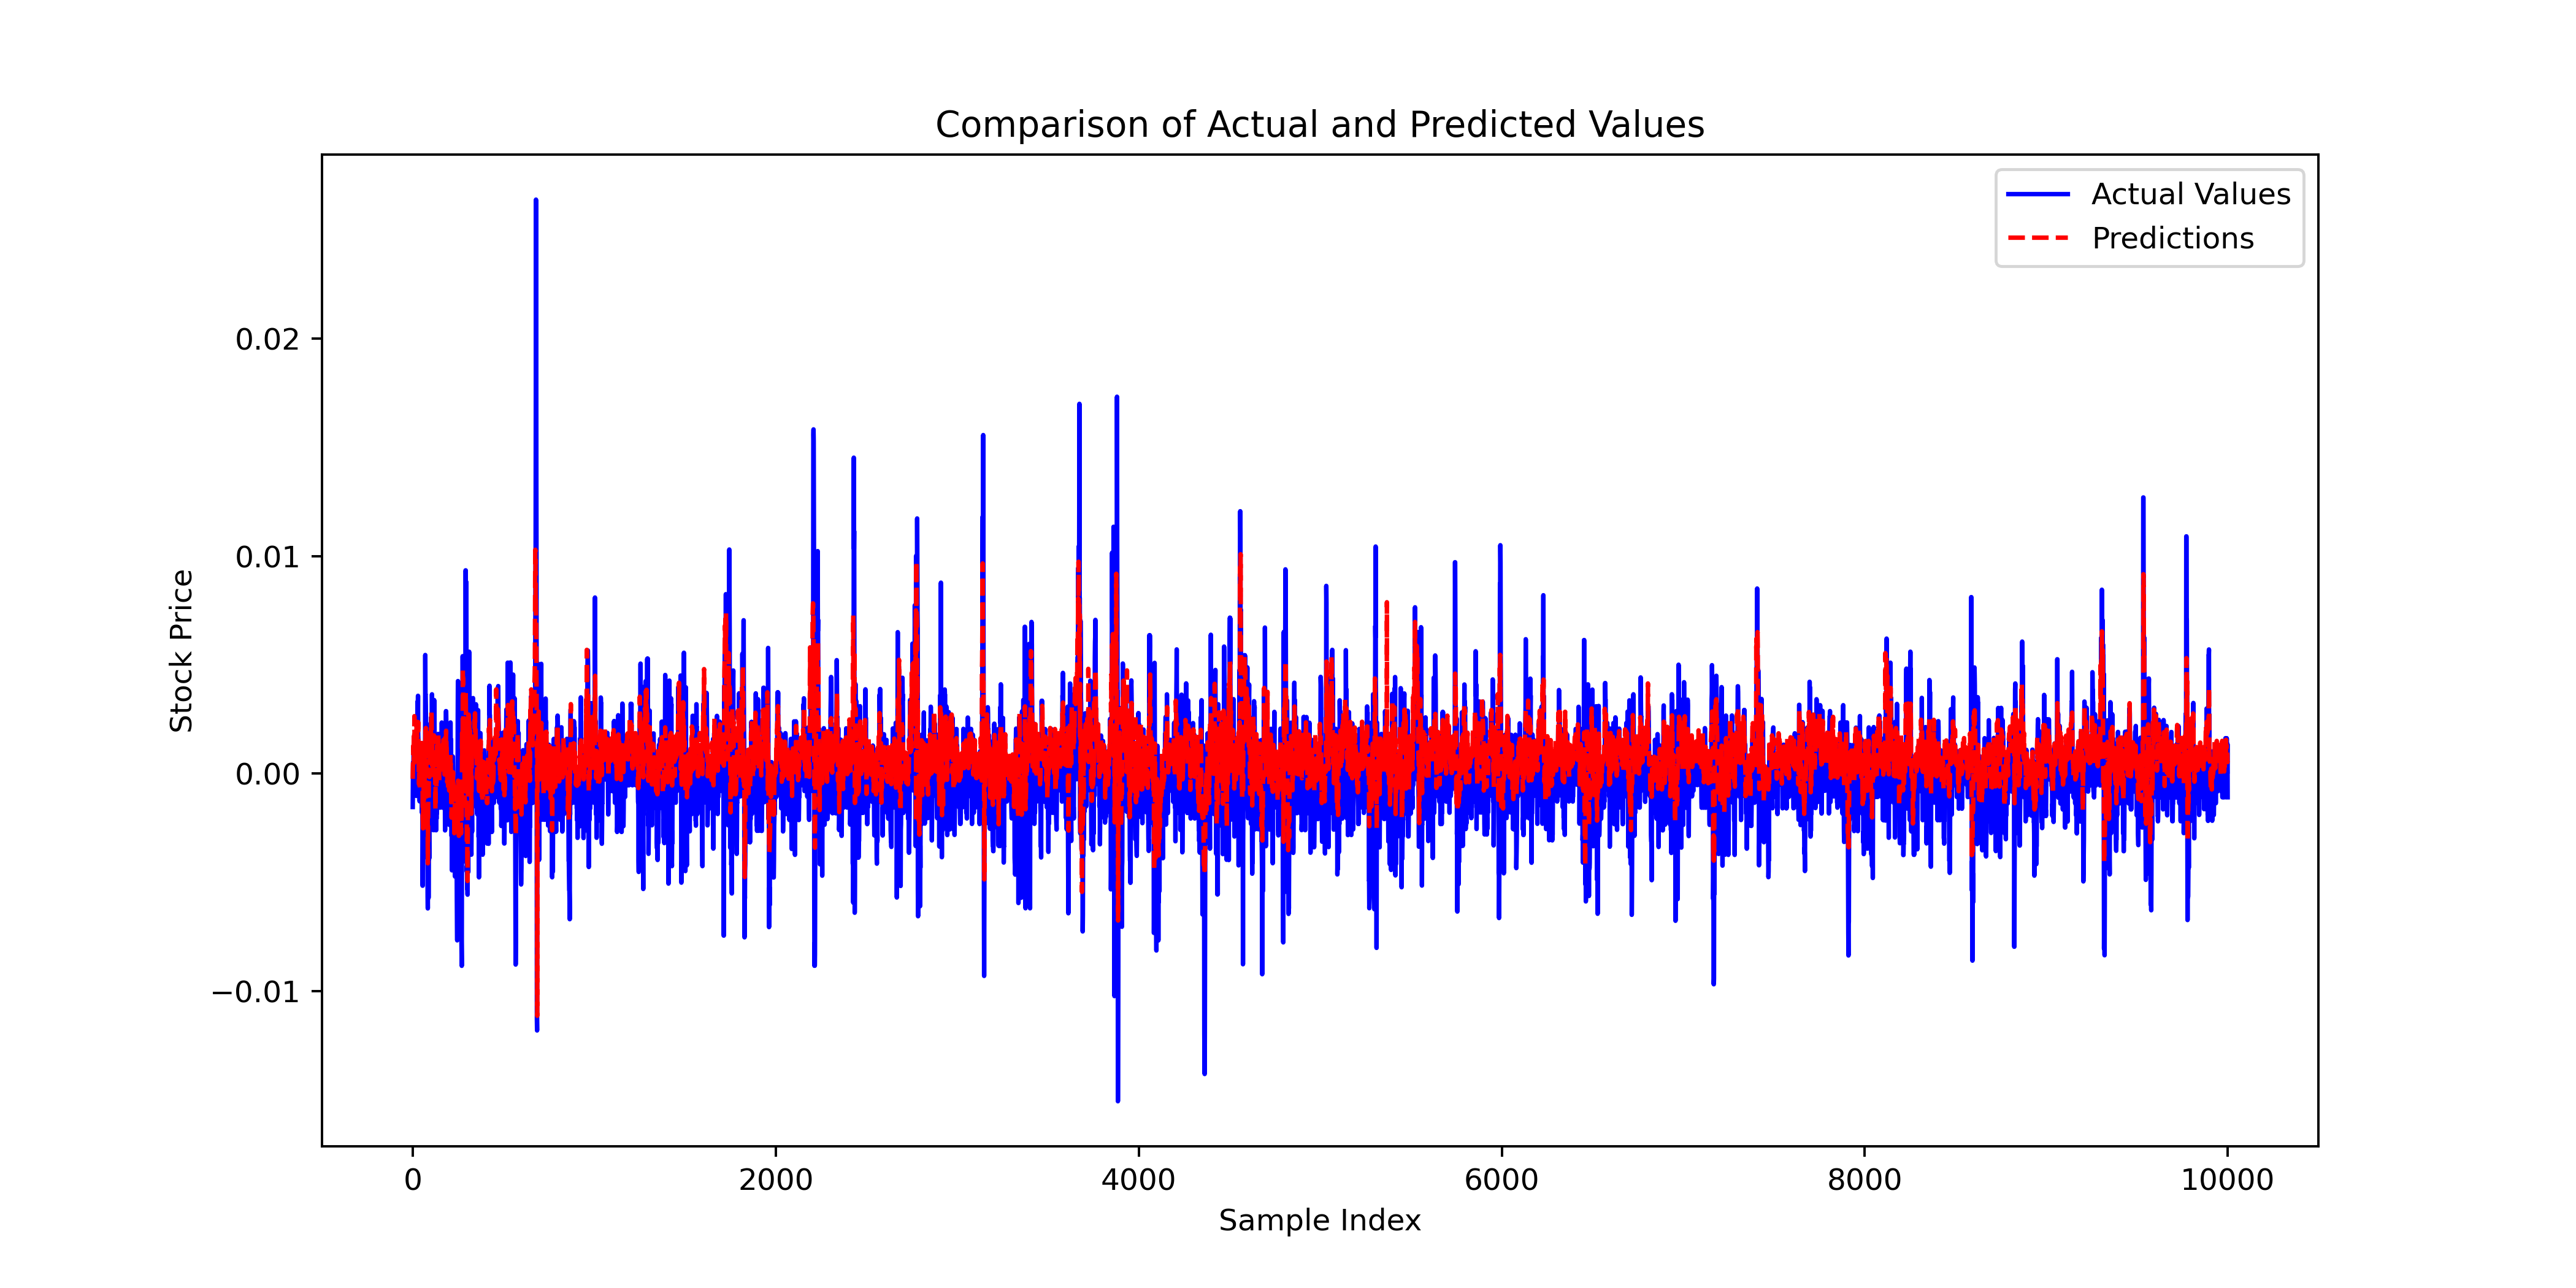 Comparison of Actual and Predicted Values
Actual Values
Predictions
Stock Price
0.02
0.01
0.00
−0.01
0 2000 4000 6000 8000 10000
Sample Index